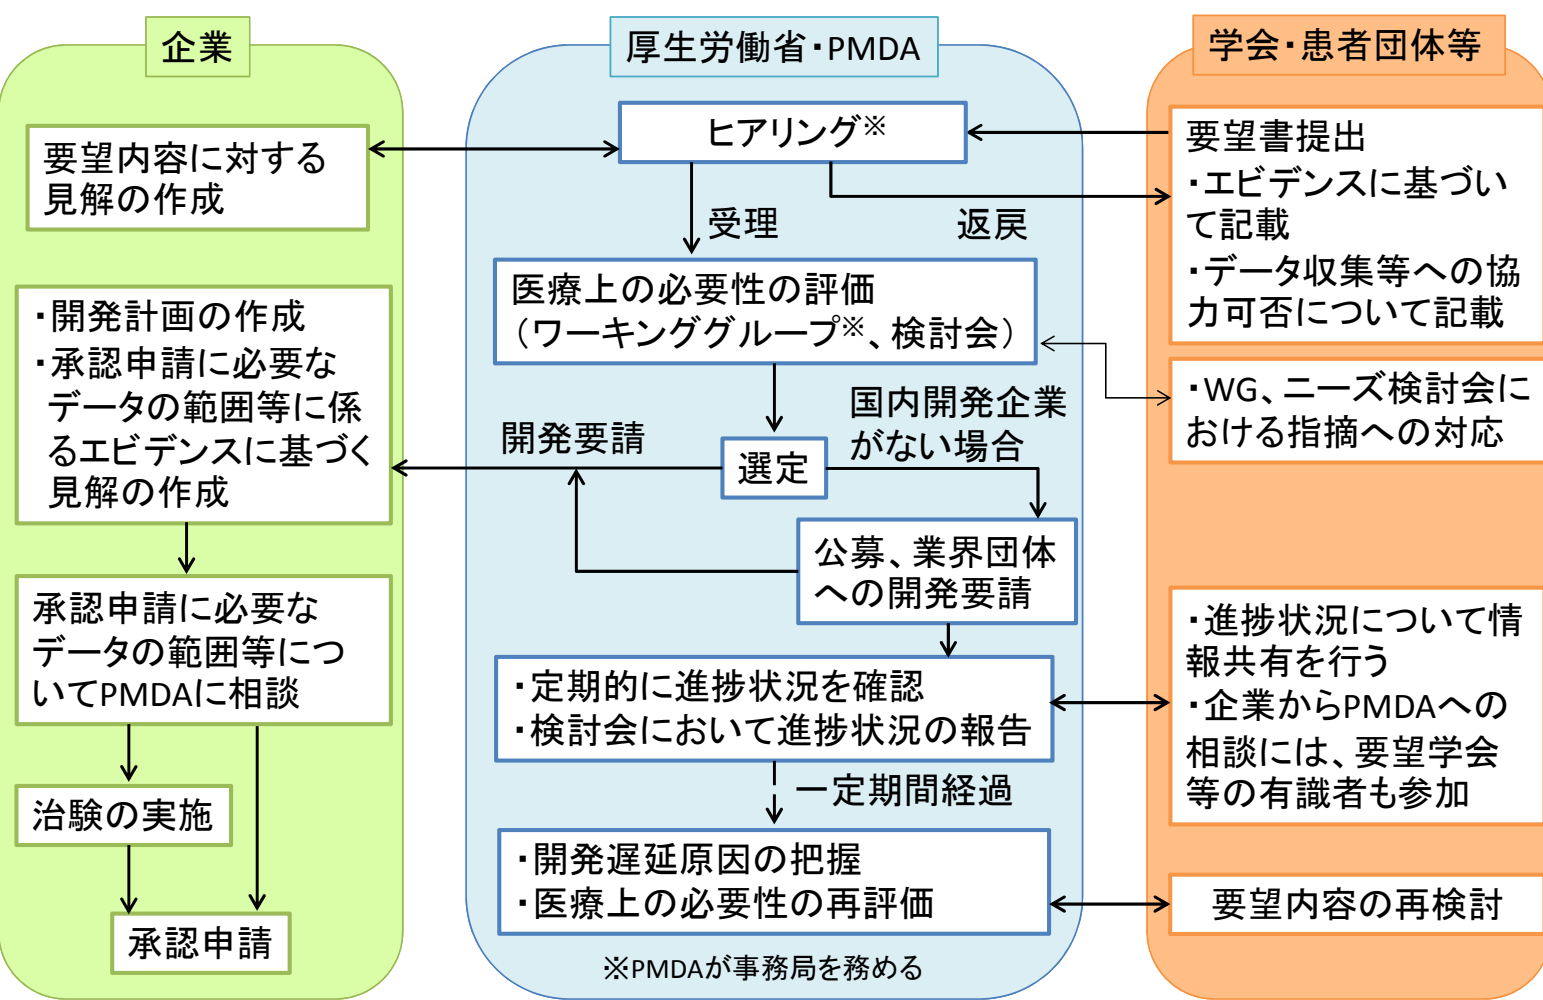 企業
要望内容に対する
見解の作成
・開発計画の作成
・承認申請に必要な
データの範囲等に係
るエビデンスに基づく
見解の作成
承認申請に必要な
データの範囲等につ
いてPMDAに相談
治験の実施
承認申請
厚生労働省・PMDA
ヒアリング※
受理
返戻
医療上の必要性の評価
（ワーキンググループ※、検討会）
国内開発企業
がない場合
開発要請
選定
公募、業界団体
への開発要請
・定期的に進捗状況を確認
・検討会において進捗状況の報告
一定期間経過
・開発遅延原因の把握
・医療上の必要性の再評価
※PMDAが事務局を務める
学会・患者団体等
要望書提出
・エビデンスに基づい
て記載
・データ収集等への協
力可否について記載
・WG、ニーズ検討会に
おける指摘への対応
・進捗状況について情
報共有を行う
・企業からPMDAへの
相談には、要望学会
等の有識者も参加
要望内容の再検討